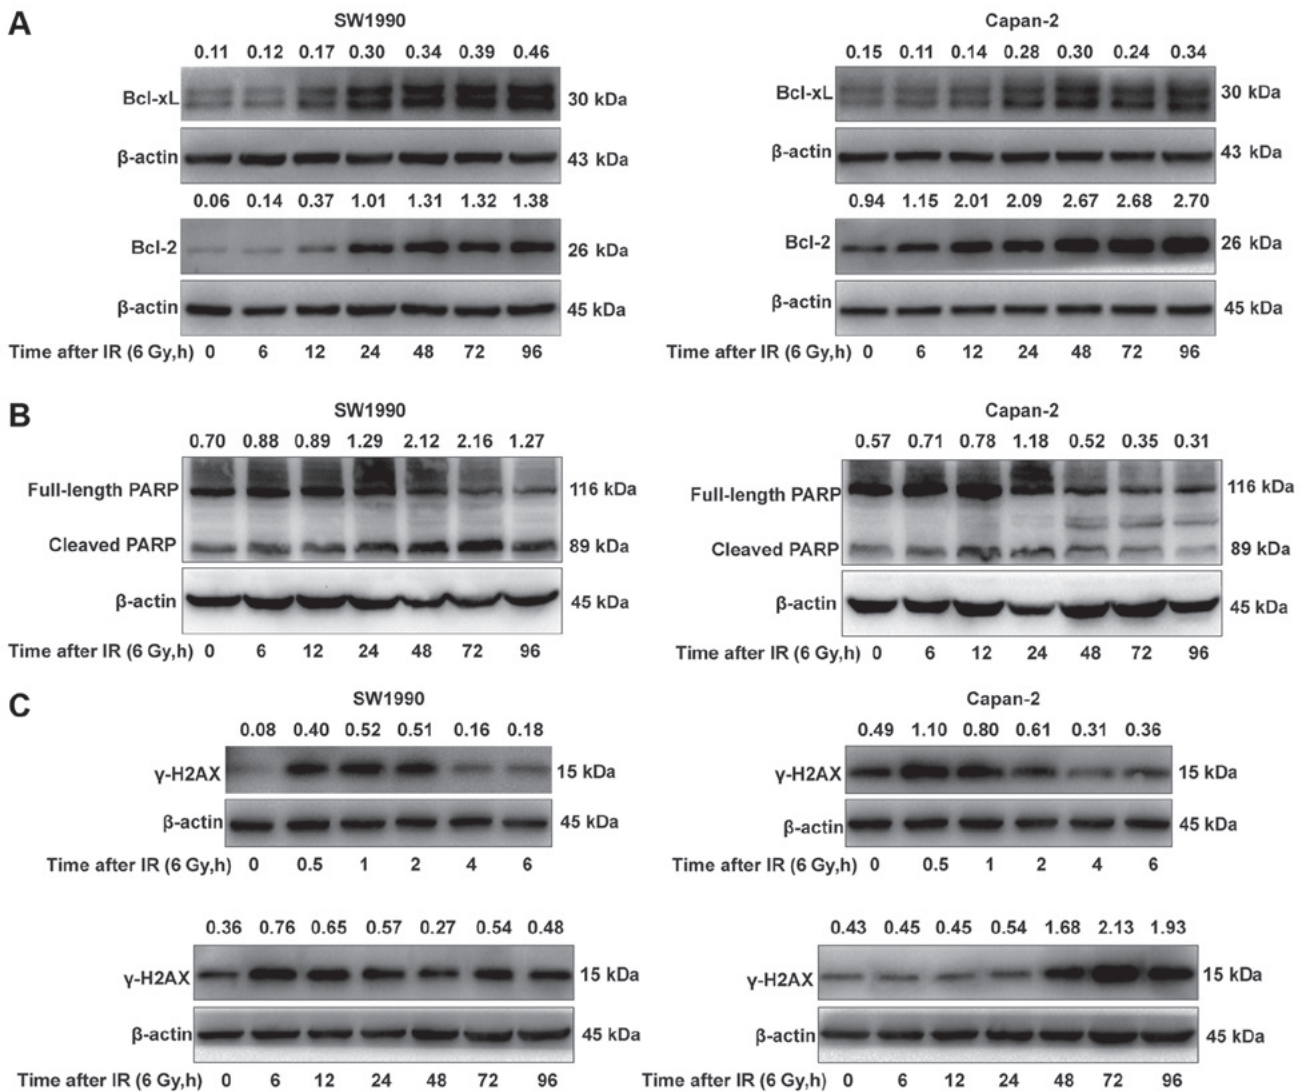 A
SW1990
0.11 0.12 0.17 0.30 0.34 0.39 0.46
Bcl-xL 30 kDa
β-actin 43 kDa
0.06 0.14 0.37 1.01 1.31 1.32 1.38
Bcl-2 26 kDa
β-actin 45 kDa
Time after IR (6 Gy,h) 0 6 12 24 48 72 96
Capan-2
0.15 0.11 0.14 0.28 0.30 0.24 0.34
Bcl-xL 30 kDa
β-actin 43 kDa
0.94 1.15 2.01 2.09 2.67 2.68 2.70
Bcl-2 26 kDa
β-actin 45 kDa
Time after IR (6 Gy,h) 0 6 12 24 48 72 96
B
SW1990
0.70 0.88 0.89 1.29 2.12 2.16 1.27
Full-length PARP 116 kDa
Cleaved PARP 89 kDa
β-actin 45 kDa
Time after IR (6 Gy,h) 0 6 12 24 48 72 96
Capan-2
0.57 0.71 0.78 1.18 0.52 0.35 0.31
Full-length PARP 116 kDa
Cleaved PARP 89 kDa
β-actin 45 kDa
Time after IR (6 Gy,h) 0 6 12 24 48 72 96
C
SW1990
0.08 0.40 0.52 0.51 0.16 0.18
γ-H2AX 15 kDa
β-actin 45 kDa
Time after IR (6 Gy,h) 0 0.5 1 2 4 6
Capan-2
0.49 1.10 0.80 0.61 0.31 0.36
γ-H2AX 15 kDa
β-actin 45 kDa
Time after IR (6 Gy,h) 0 0.5 1 2 4 6
0.36 0.76 0.65 0.57 0.27 0.54 0.48
γ-H2AX 15 kDa
β-actin 45 kDa
Time after IR (6 Gy,h) 0 6 12 24 48 72 96
0.43 0.45 0.45 0.54 1.68 2.13 1.93
γ-H2AX 15 kDa
β-actin 45 kDa
Time after IR (6 Gy,h) 0 6 12 24 48 72 96